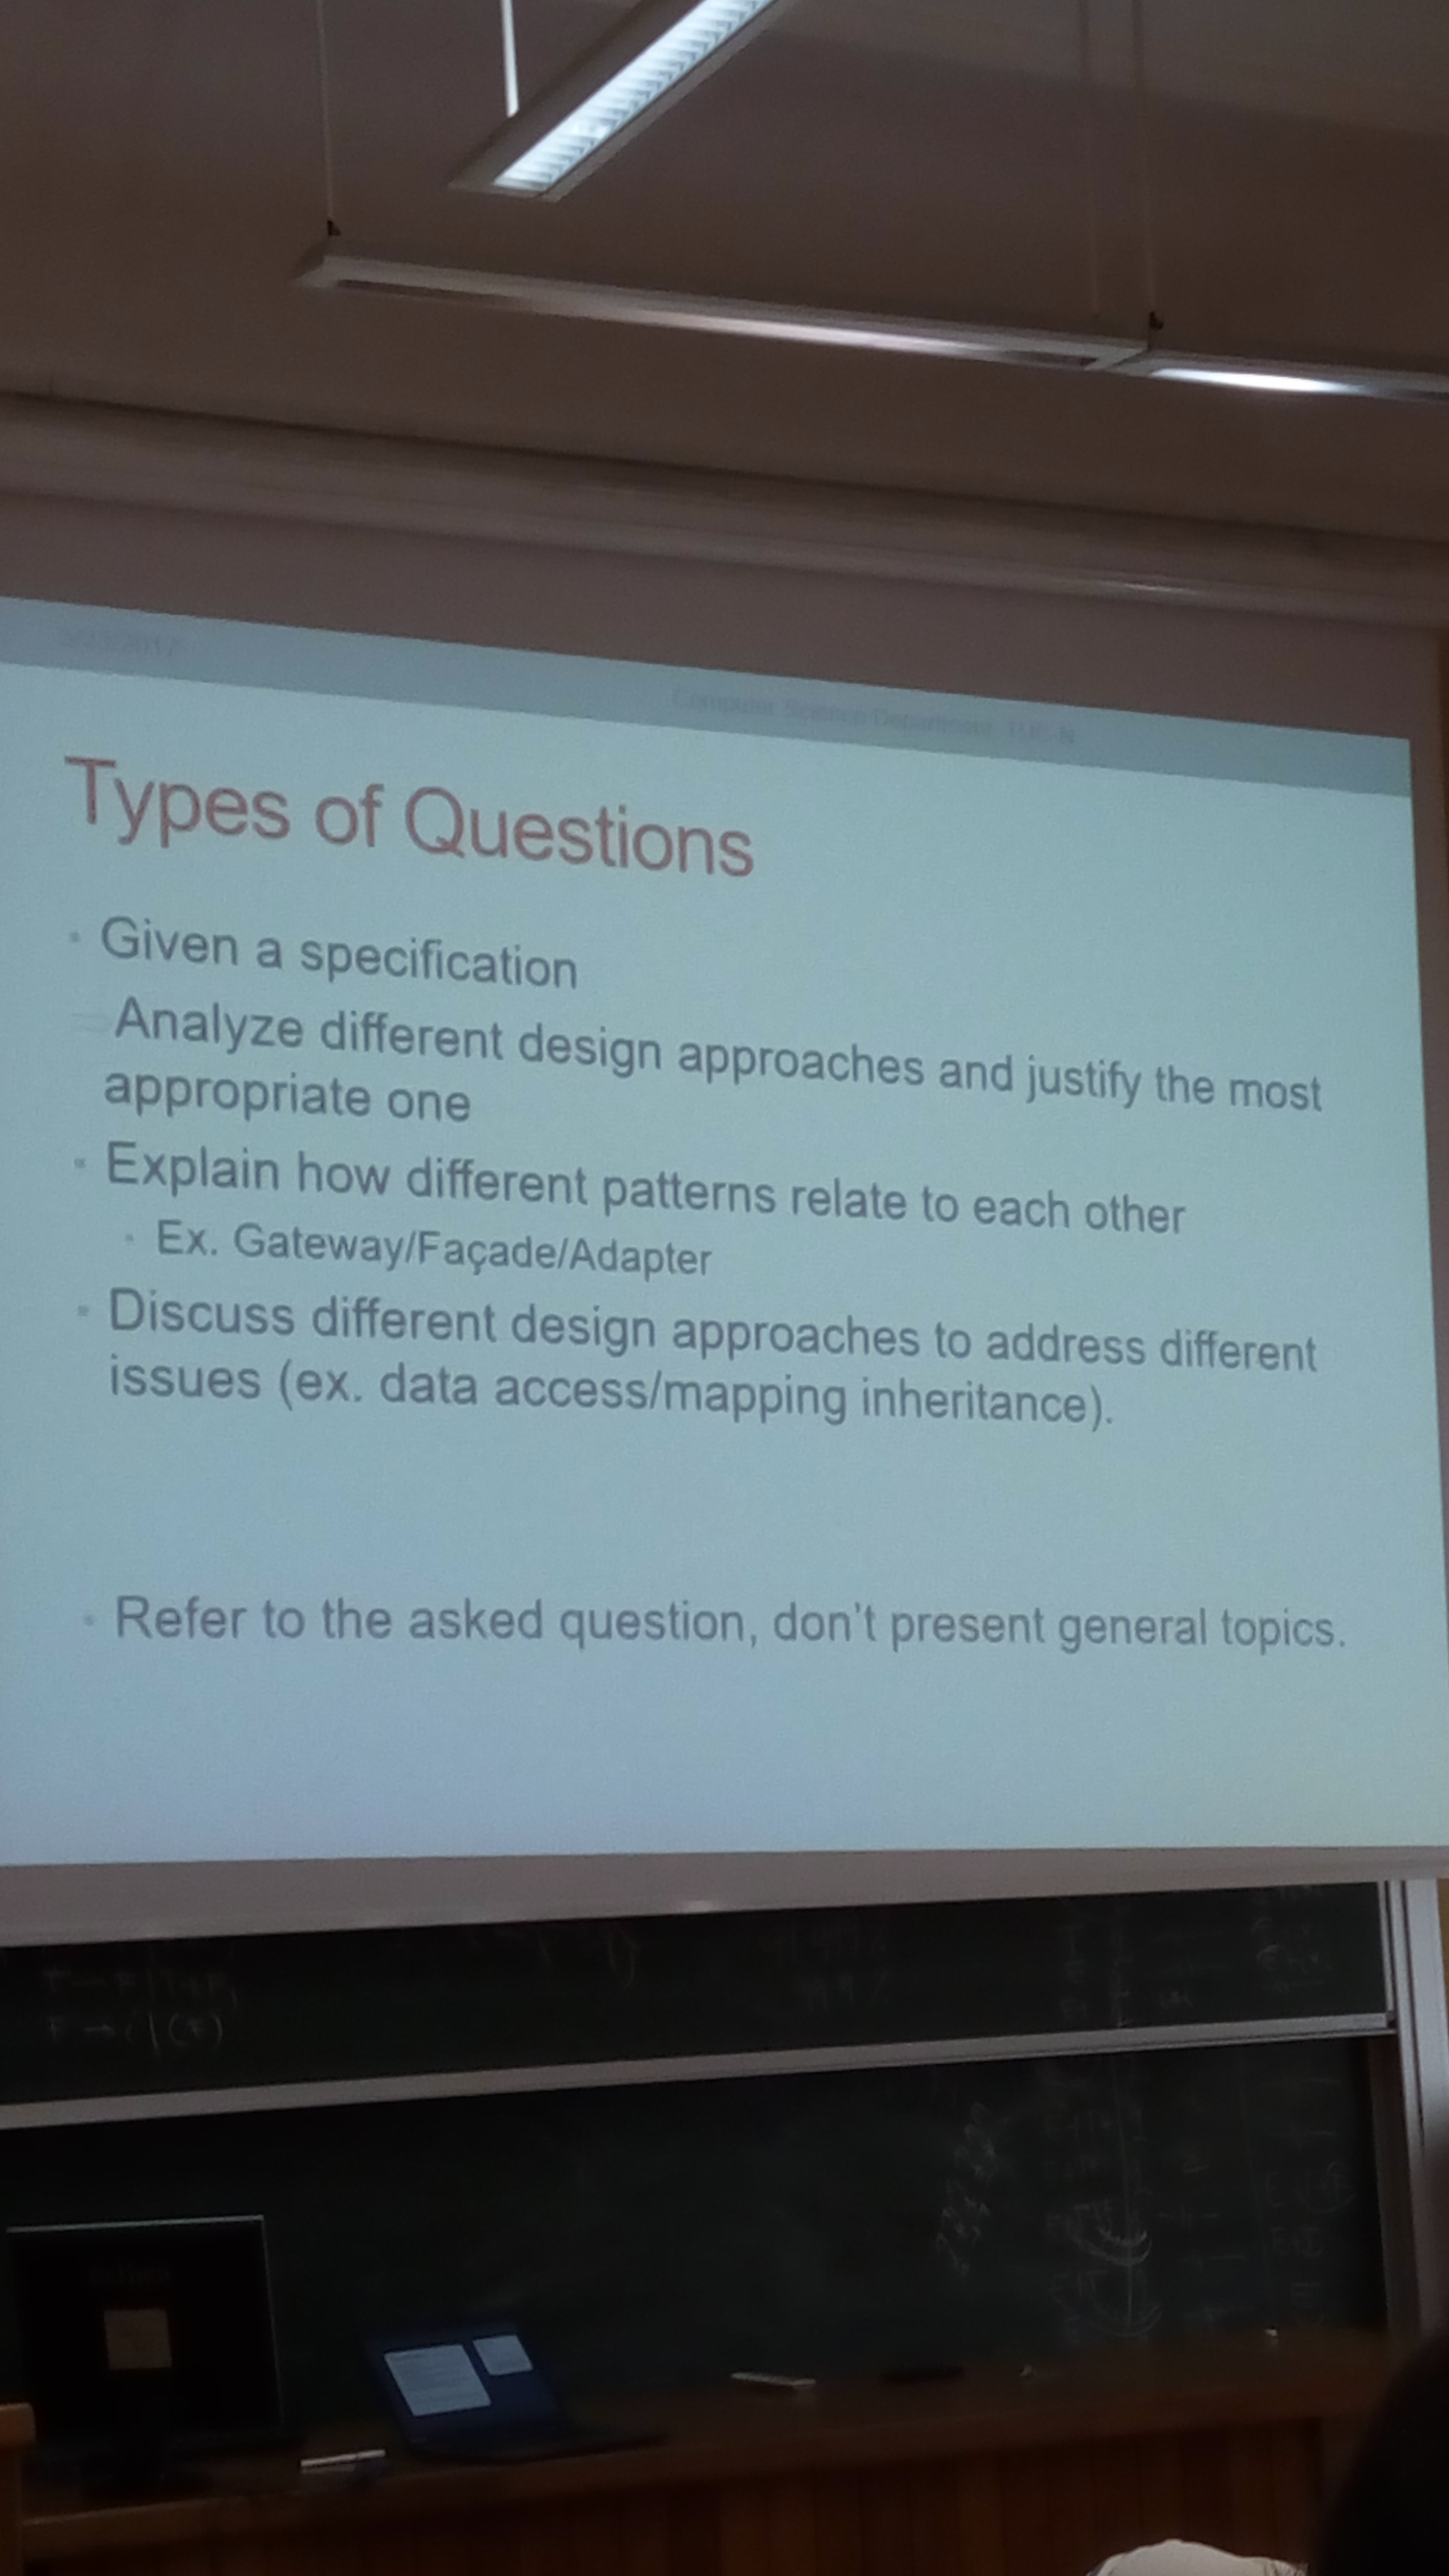 Computer Science Department, TUC-N
Types of Questions
Given a specification
Analyze different design approaches and justify the most
appropriate one
Explain how different patterns relate to each other
Ex. Gateway/Façade/Adapter
Discuss different design approaches to address different
issues (ex. data access/mapping inheritance).
Refer to the asked question, don't present general topics.